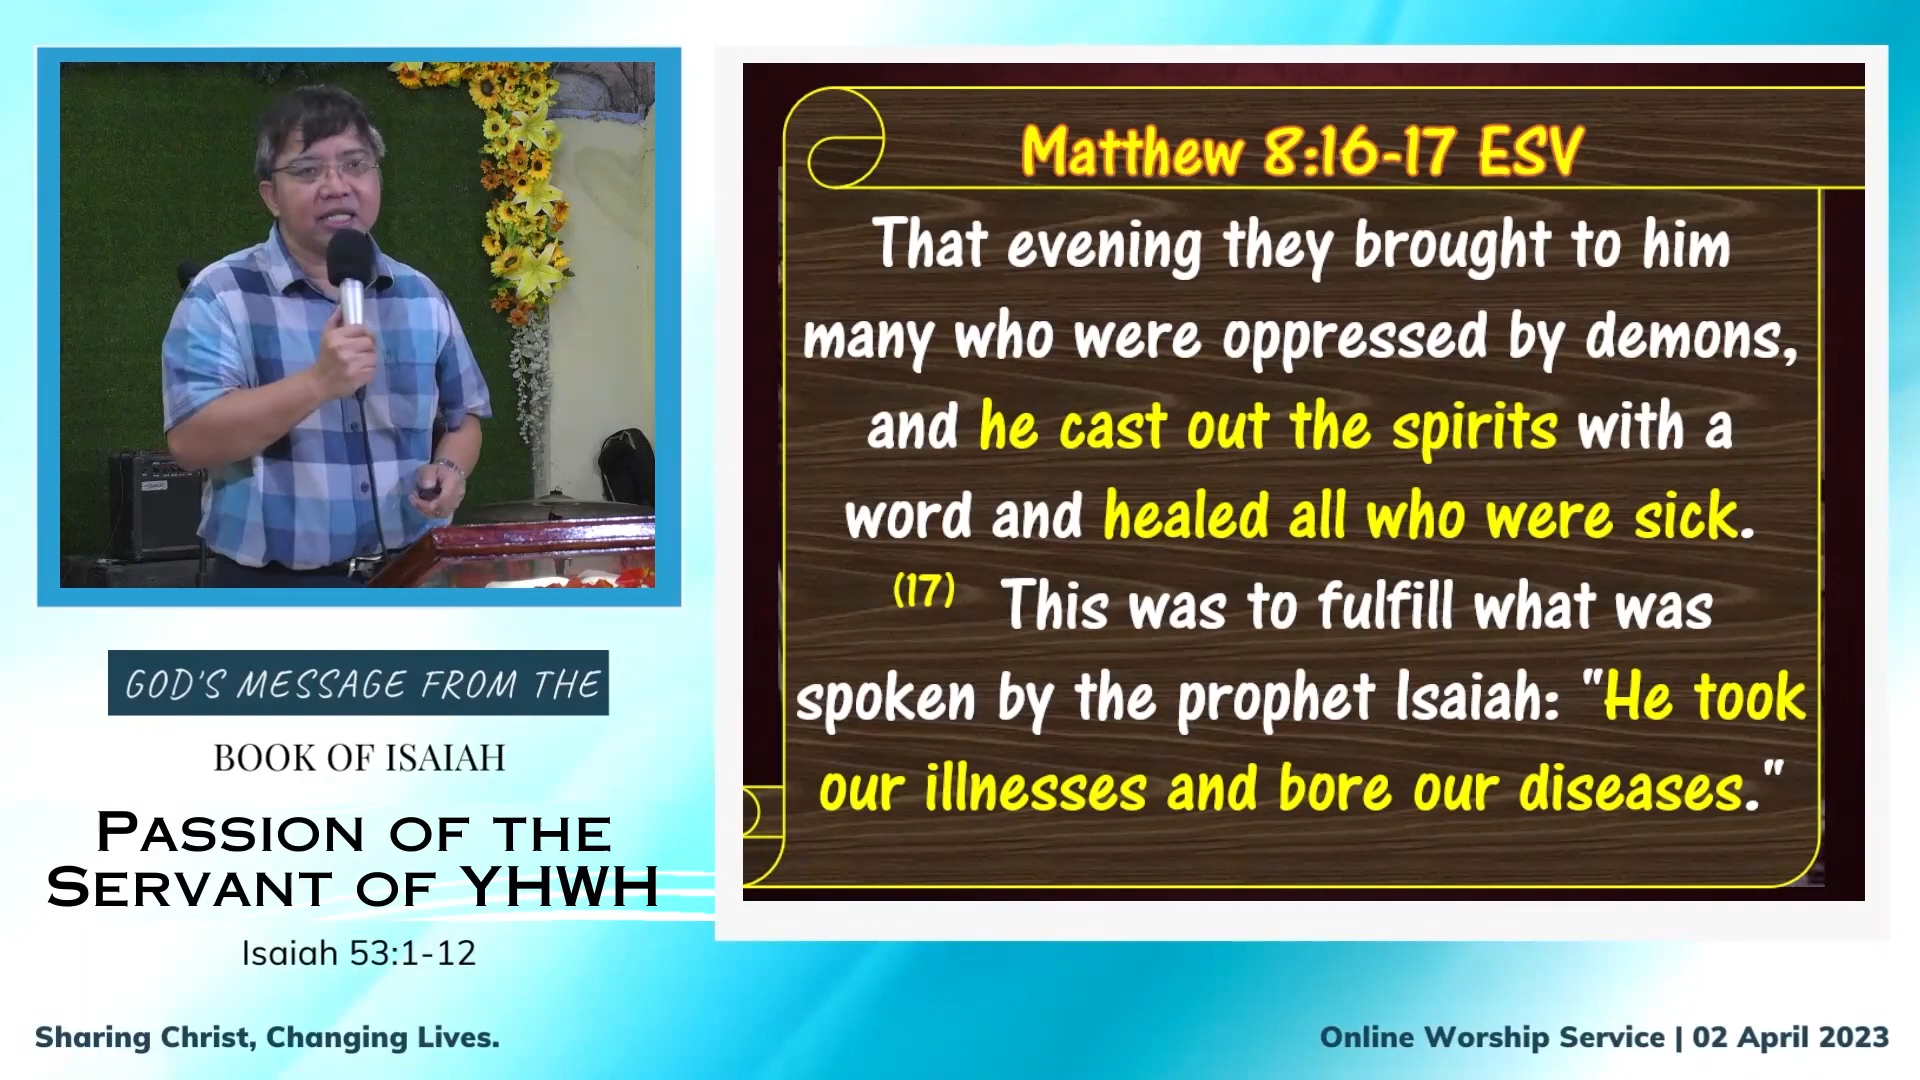 GOD'S MESSAGE FROM THE
BOOK OF ISAIAH
PASSION OF THE
SERVANT OF YHWH
Isaiah 53:1-12
Matthew 8:16-17 ESV
That evening they brought to him
many who were oppressed by demons,
and he cast out the spirits with a
word and healed all who were sick.
(17) This was to fulfill what was
spoken by the prophet Isaiah: "He took
our illnesses and bore our diseases."
Sharing Christ, Changing Lives.
Online Worship Service | 02 April 2023